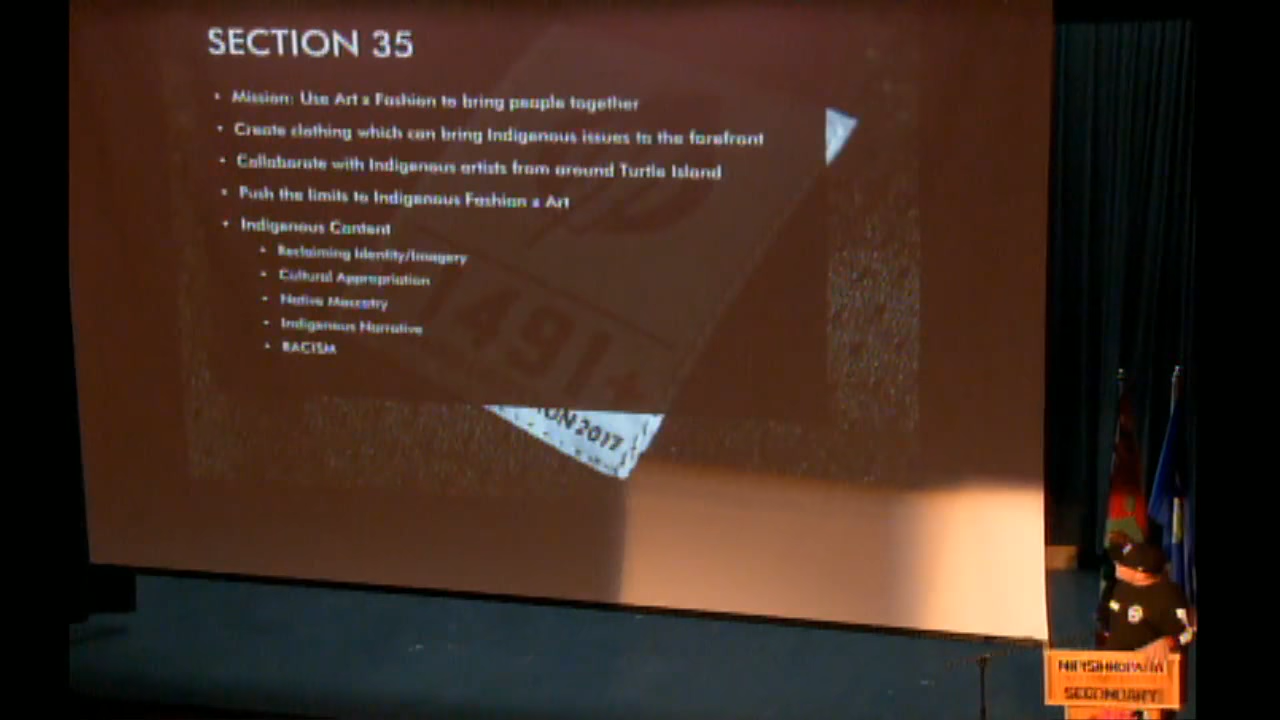 SECTION 35
• Mission: Use Art x Fashion to bring people together
• Create clothing which can bring Indigenous issues to the forefront
• Collaborate with Indigenous artists from around Turtle Island
• Push the limits to Indigenous Fashion x Art
• Indigenous Content
• Reclaiming Identity/Imagery
• Cultural Appropriation
• Native Mascotry
• Indigenous Narrative
• RACISM
1491+
2017
SECONDARY